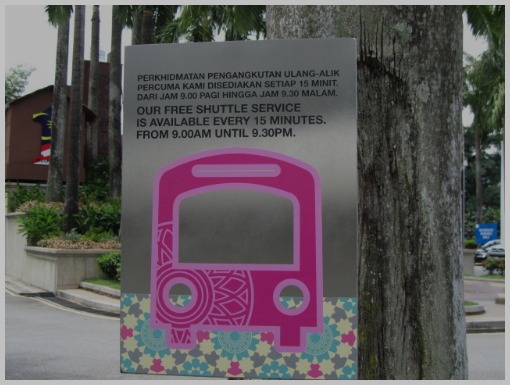 PERKHIDMATAN PENGANGKUTAN ULANG-ALIK
PERCUMA KAMI DISEDIAKAN SETIAP 15 MINIT.
DARI JAM 9.00 PAGI HINGGA JAM 9.30 MALAM.
OUR FREE SHUTTLE SERVICE
IS AVAILABLE EVERY 15 MINUTES.
FROM 9.00AM UNTIL 9.30PM.